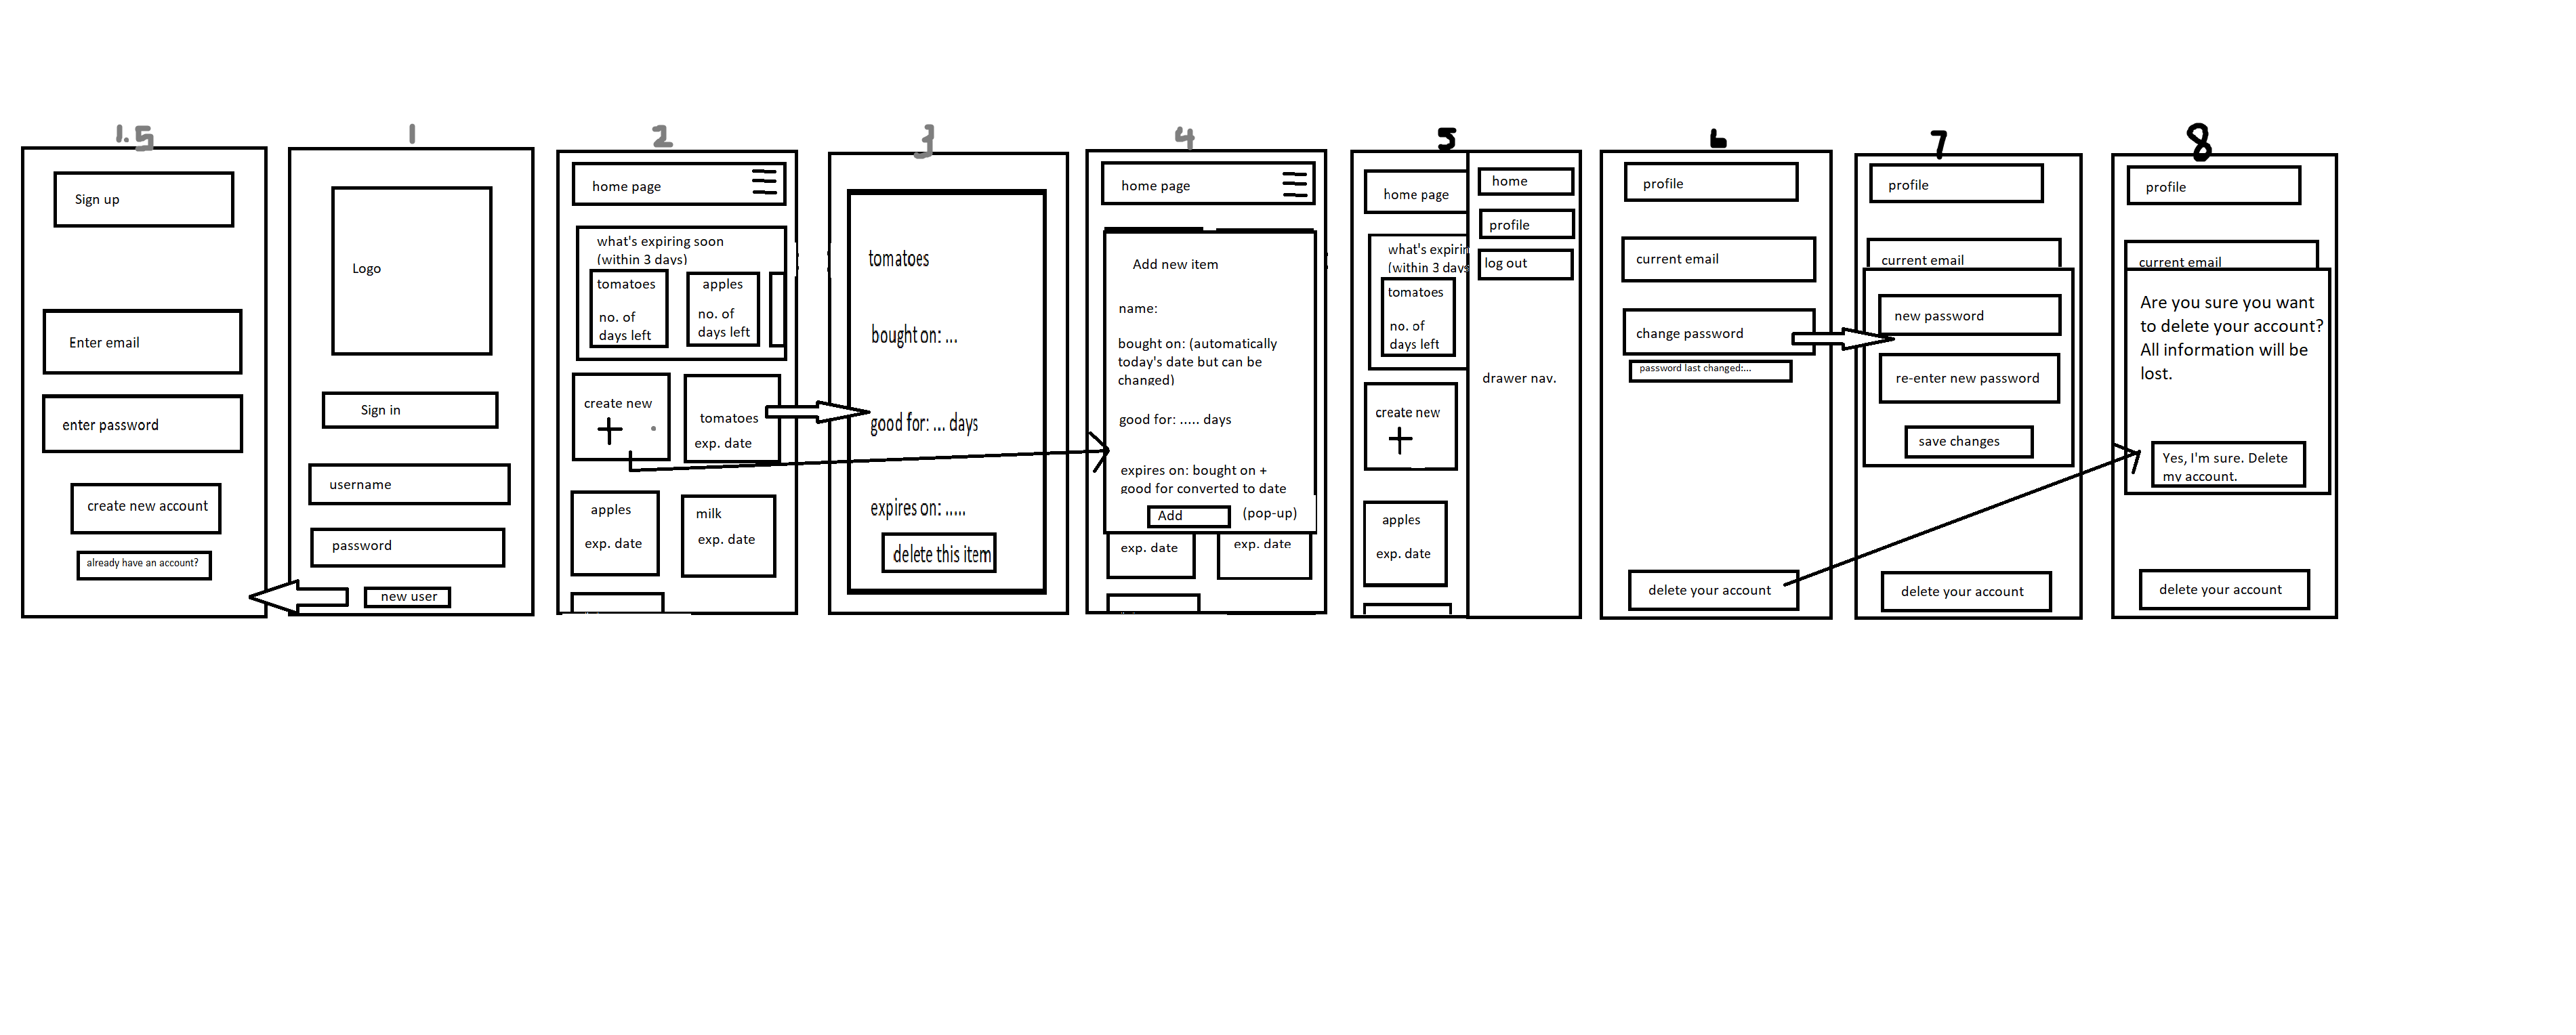 1.5
Sign up
Enter email
enter password
create new account
already have an account?
1
Logo
Sign in
username
password
new user
2
home page
what's expiring soon
(within 3 days)
tomatoes
no. of
days left
apples
no. of
days left
create new
+
tomatoes
exp. date
apples
exp. date
milk
exp. date
3
tomatoes
bought on: ...
good for: ... days
expires on: .....
delete this item
4
home page
Add new item
name:
bought on: (automatically
today's date but can be
changed)
good for: ..... days
expires on: bought on +
good for converted to date
Add
(pop-up)
exp. date
exp. date
5
home page
what's expirin
(within 3 days
tomatoes
no. of
days left
create new
+
apples
exp. date
home
profile
log out
drawer nav.
6
profile
current email
change password
password last changed:...
delete your account
7
profile
current email
new password
re-enter new password
save changes
delete your account
8
profile
current email
Are you sure you want
to delete your account?
All information will be
lost.
Yes, I'm sure. Delete
my account.
delete your account